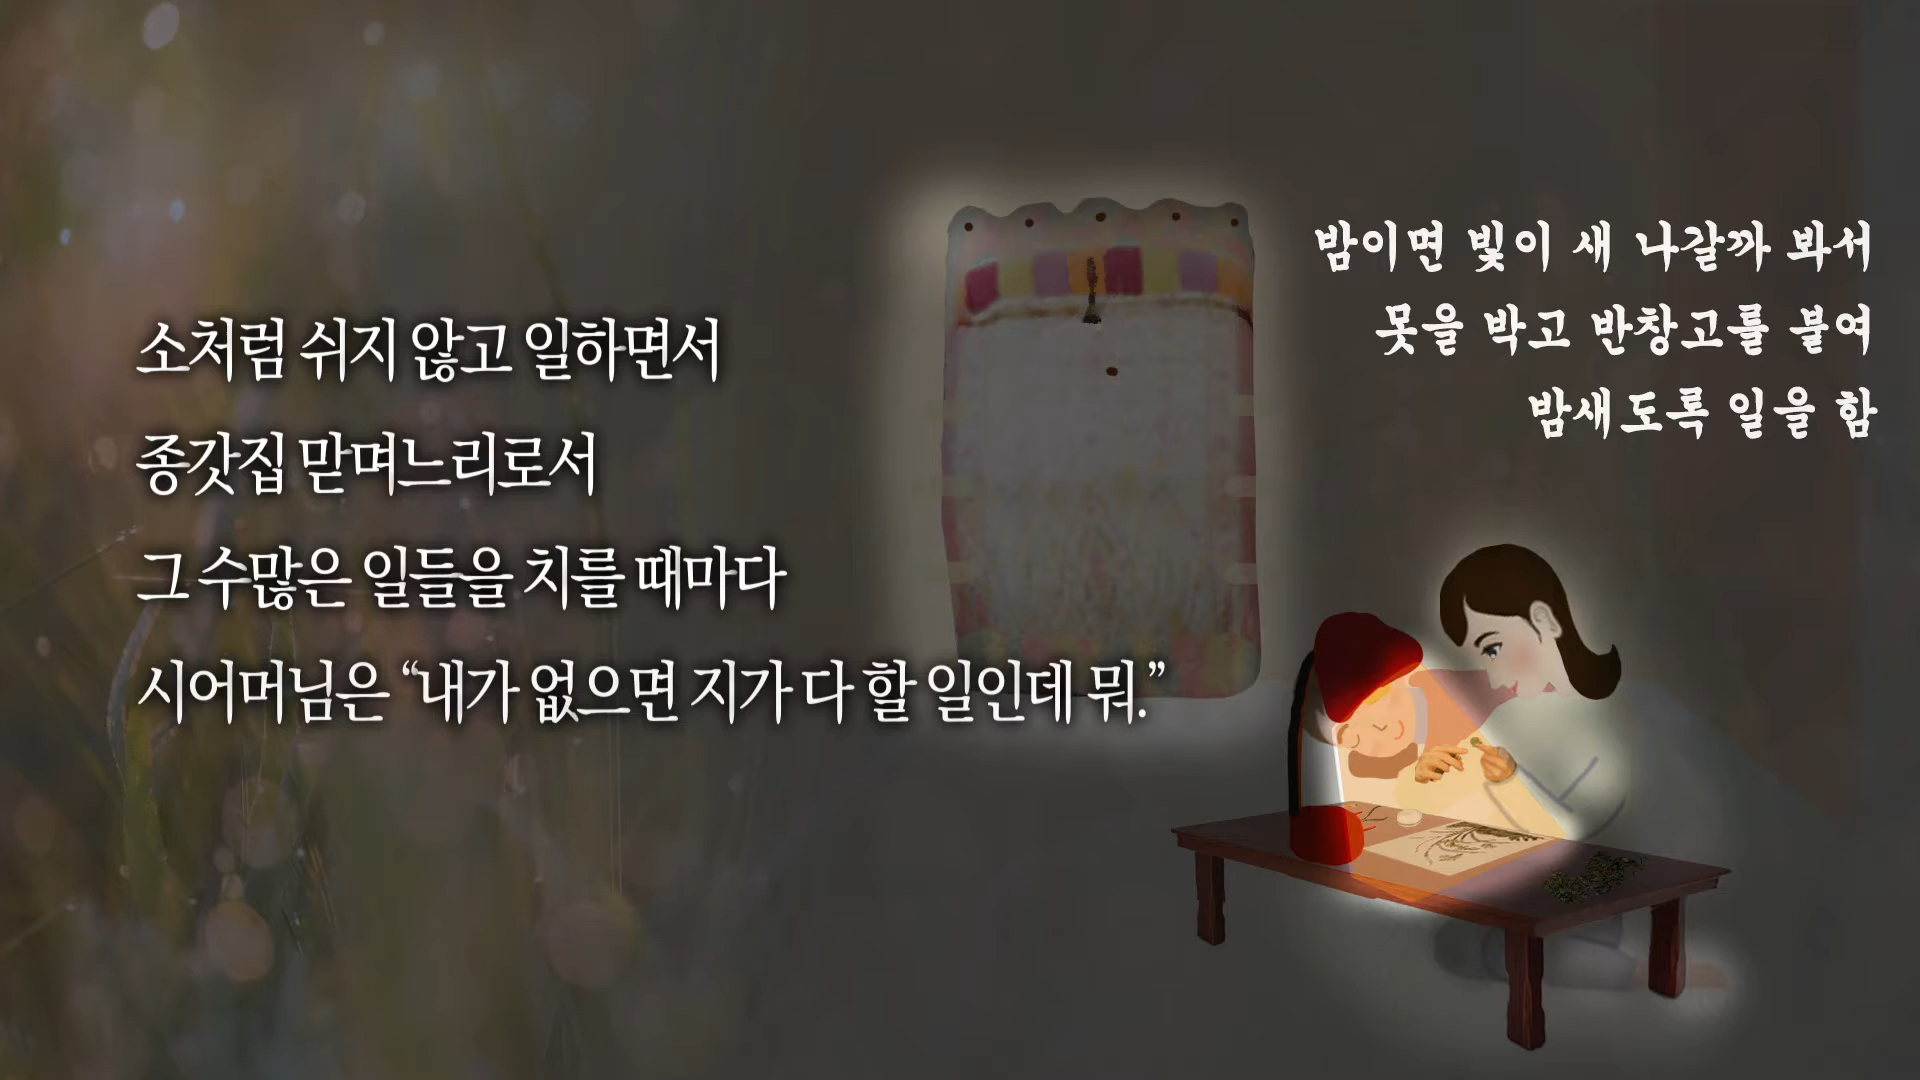 밤이면 빛이 새 나갈까 봐서
못을 박고 반창고를 붙여
밤새도록 일을 함
소처럼 쉬지 않고 일하면서
종갓집 맏며느리로서
그 수많은 일들을 치를 때마다
시어머님은 “내가 없으면 지가 다 할 일인데 뭐.”